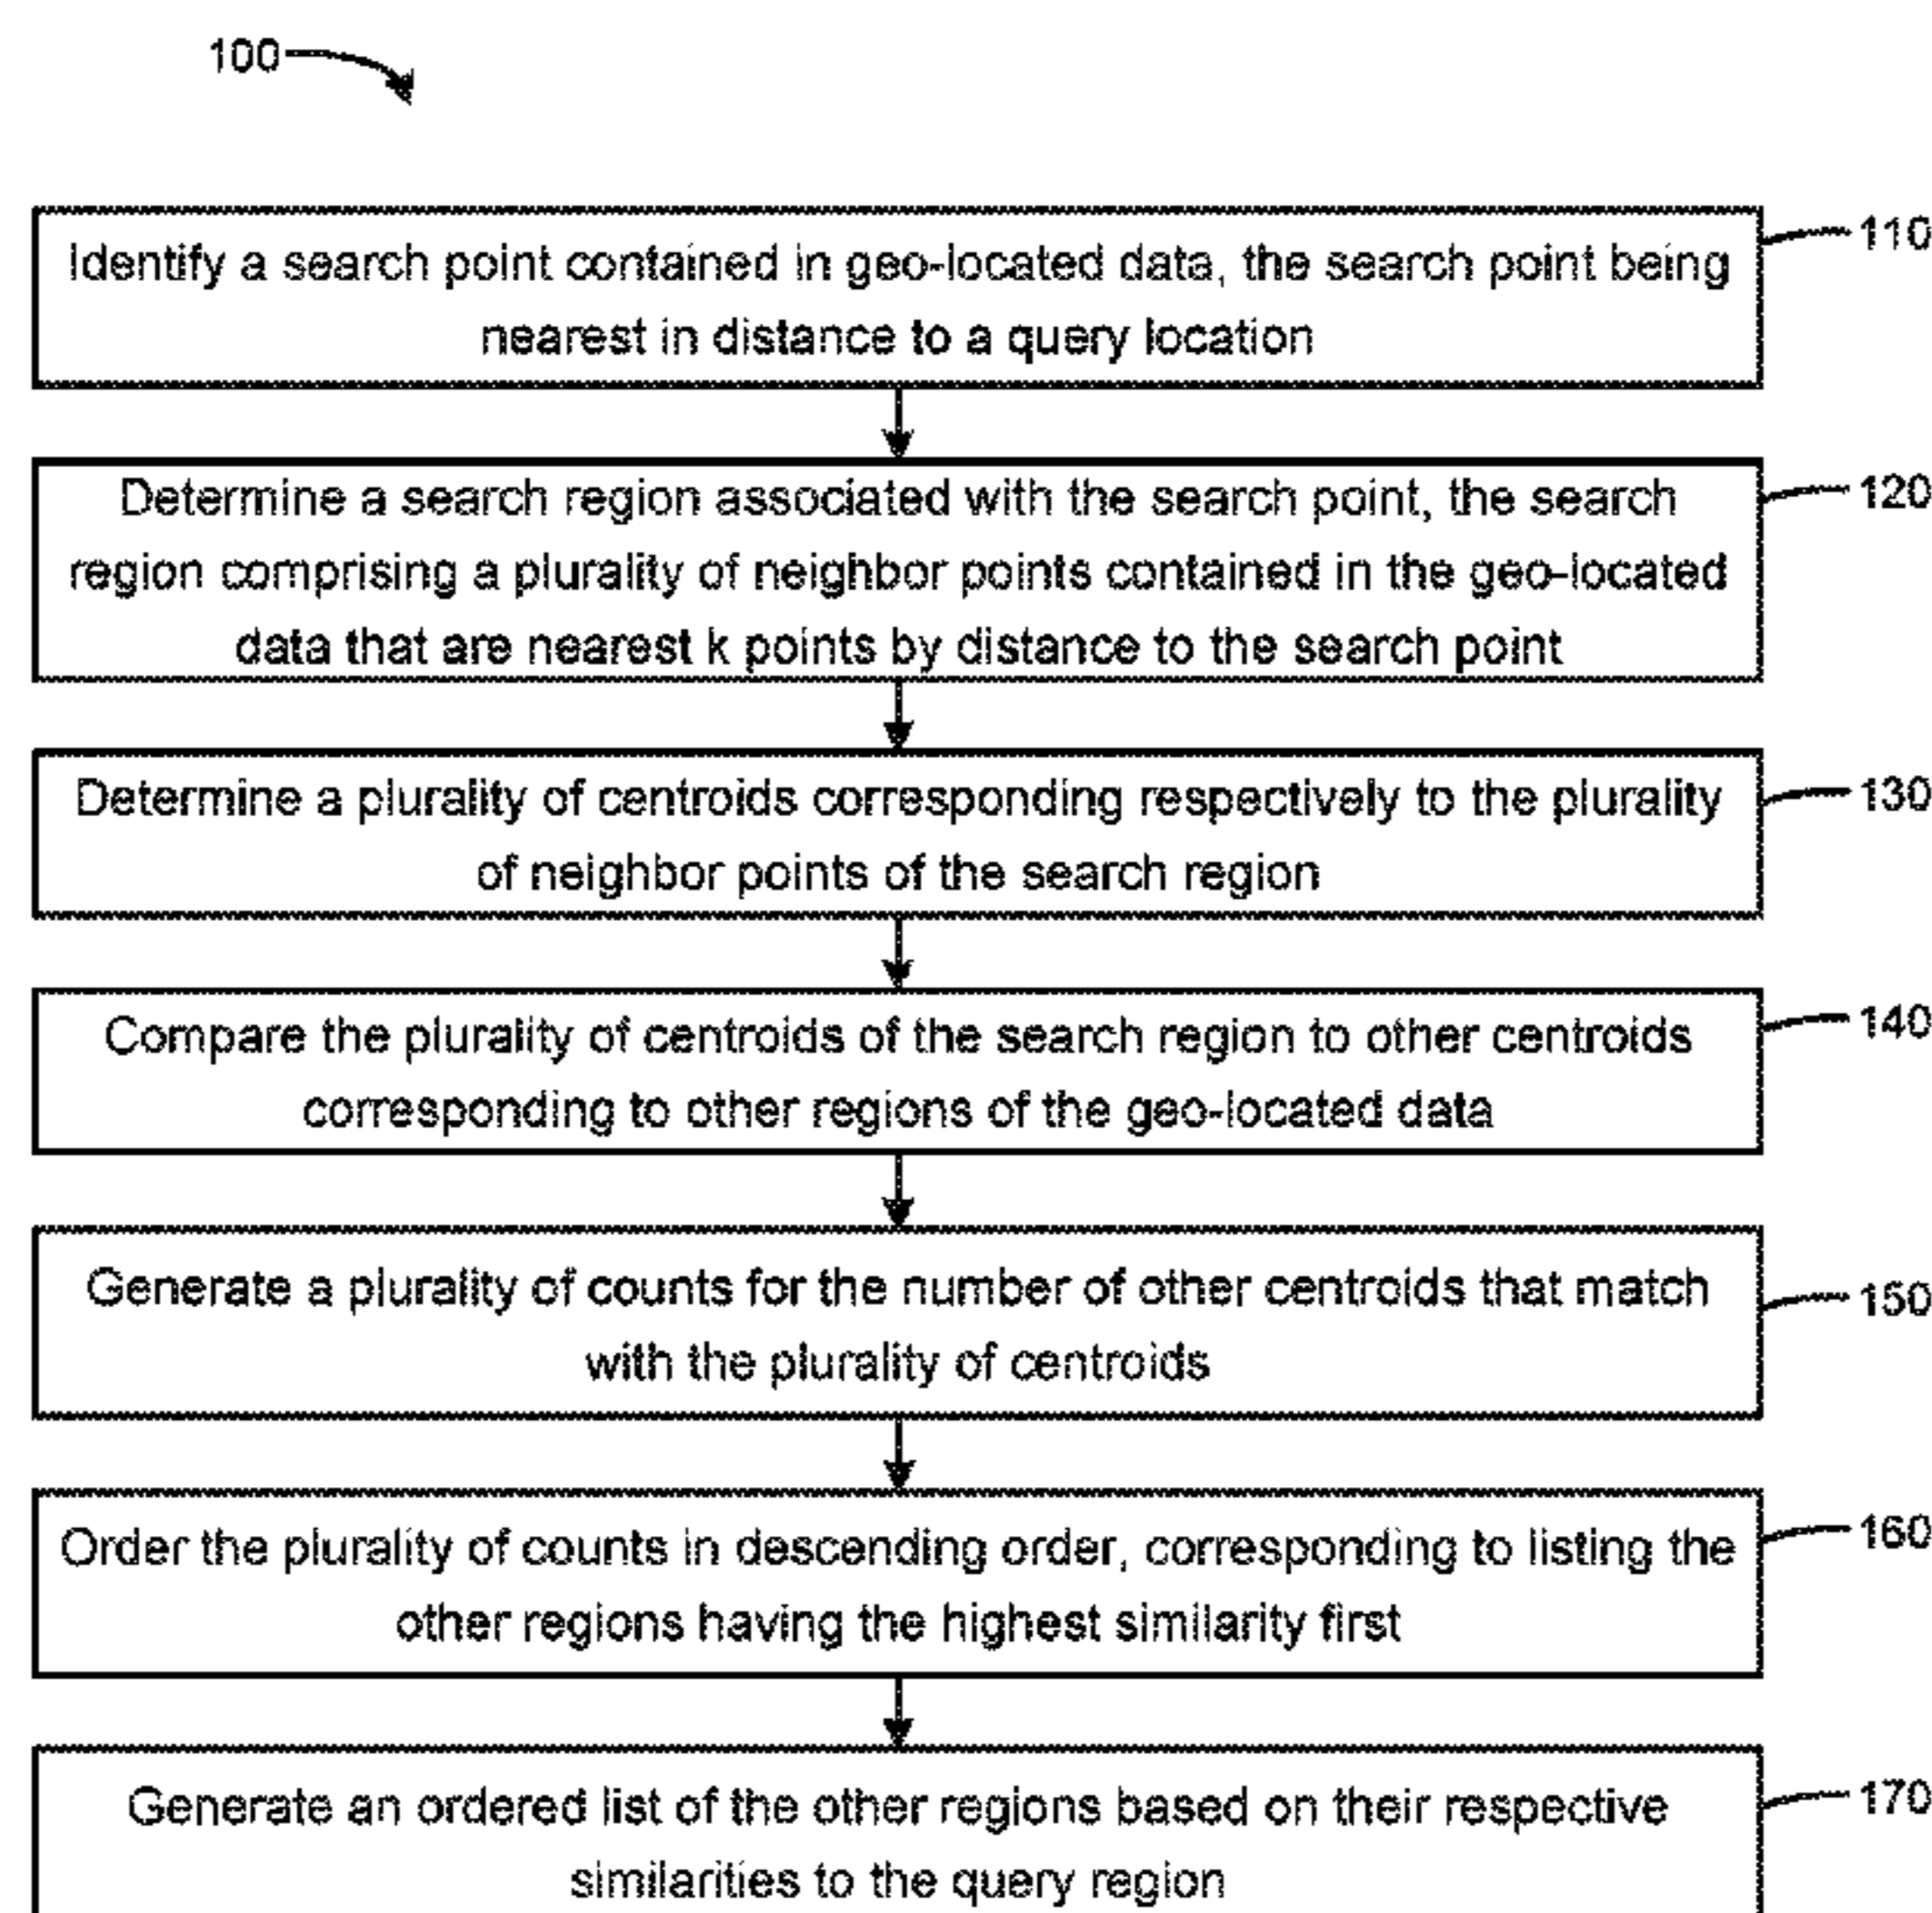 100
Identify a search point contained in geo-located data, the search point being
nearest in distance to a query location
110
Determine a search region associated with the search point, the search
region comprising a plurality of neighbor points contained in the geo-located
data that are nearest k points by distance to the search point
120
Determine a plurality of centroids corresponding respectively to the plurality
of neighbor points of the search region
130
Compare the plurality of centroids of the search region to other centroids
corresponding to other regions of the geo-located data
140
Generate a plurality of counts for the number of other centroids that match
with the plurality of centroids
150
Order the plurality of counts in descending order, corresponding to listing the
other regions having the highest similarity first
160
Generate an ordered list of the other regions based on their respective
similarities to the query region
170